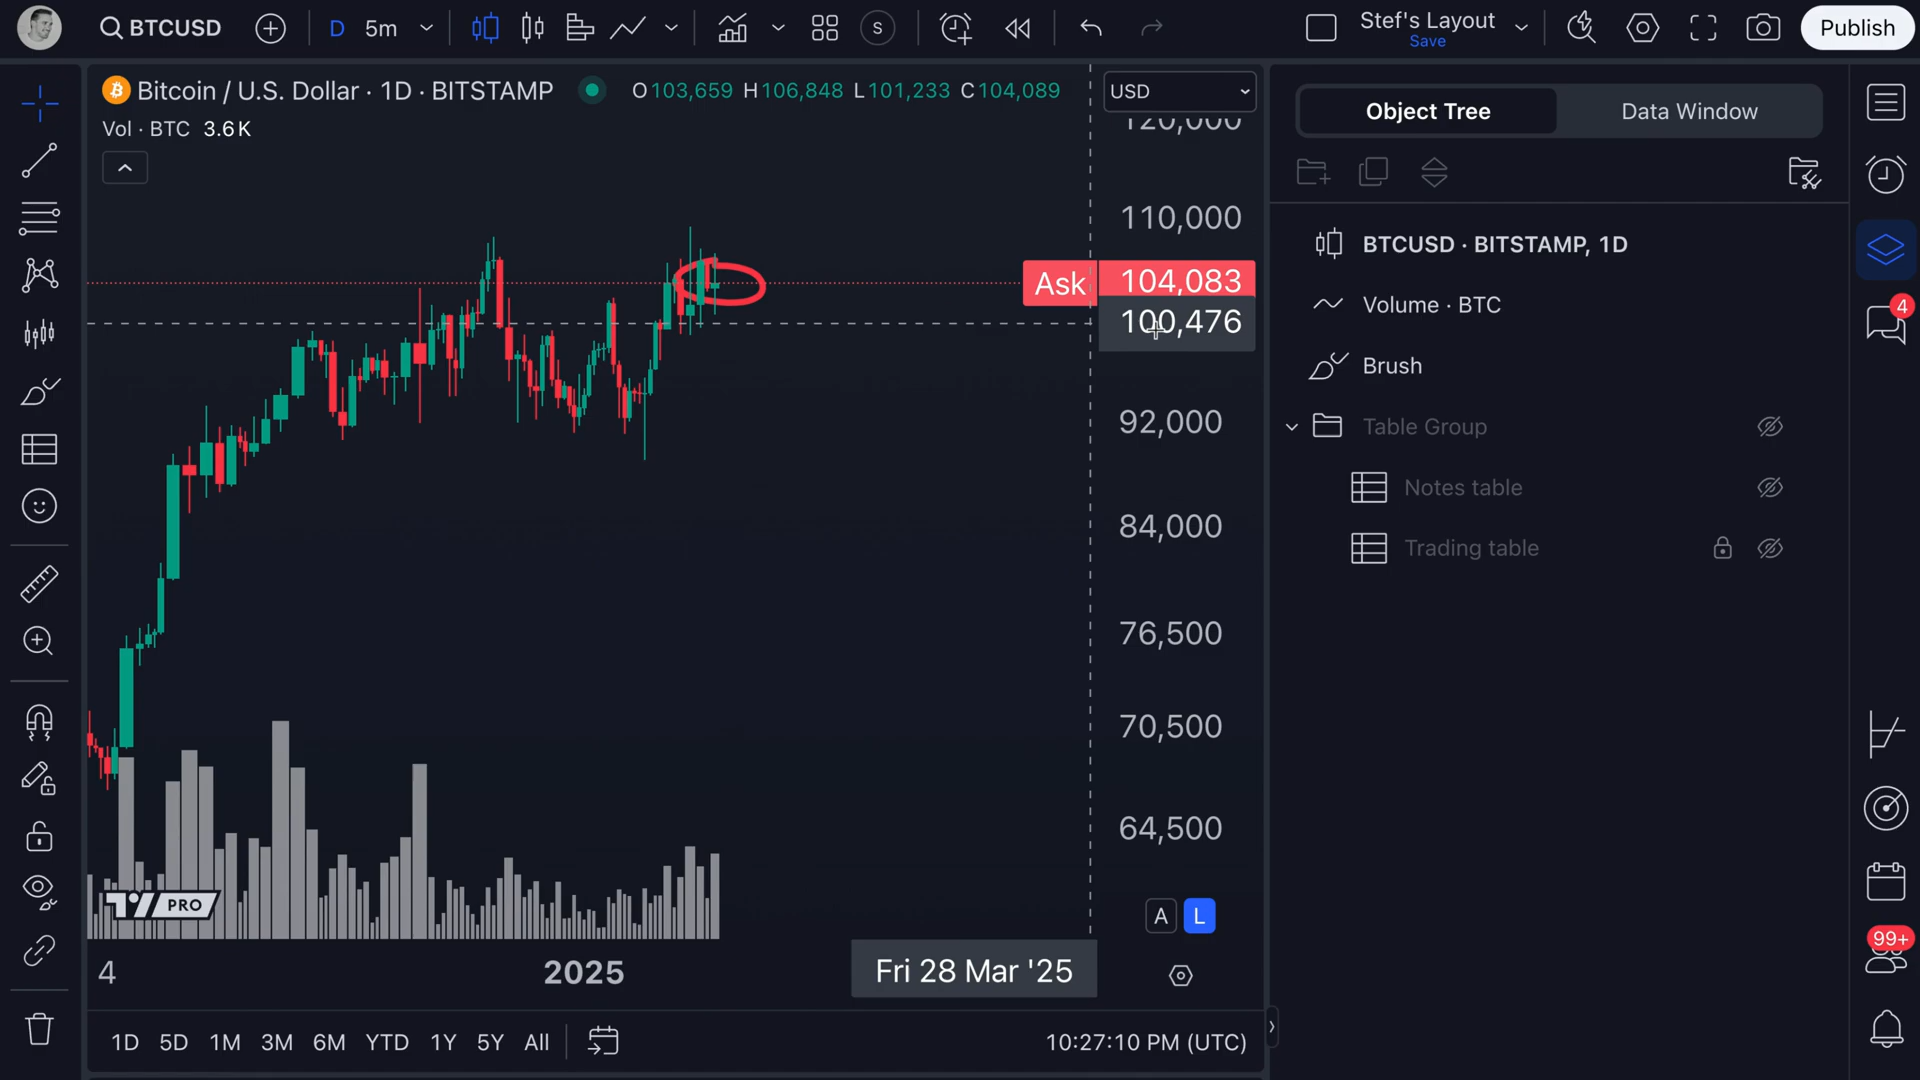 BTCUSD
D 5m
S
Stef's Layout
Save
Publish
Bitcoin / U.S. Dollar · 1D · BITSTAMP
O103,659 H106,848 L101,233 C104,089
USD
Vol · BTC 3.6 K
120,000
110,000
Ask 104,083
100,476
92,000
84,000
76,500
70,500
64,500
PRO
A L
4 2025 Fri 28 Mar '25
1D 5D 1M 3M 6M YTD 1Y 5Y All
10:27:10 PM (UTC)
Object Tree Data Window
BTCUSD · BITSTAMP, 1D
Volume · BTC
Brush
Table Group
Notes table
Trading table
4
99+